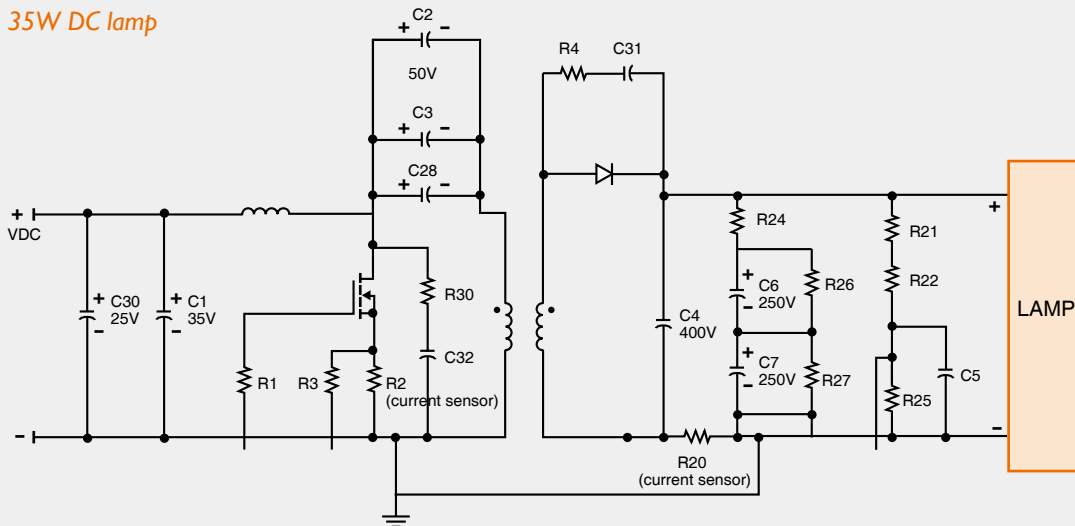 35W DC lamp
+ C2 −
50V
+ C3 −
C28
+ −
R4 C31
+
VDC
−
+
C30
25V
−
+
C1
35V
−
R1
R3
R2
(current sensor)
R30
C32
C4
400V
R20
(current sensor)
R24
+
C6
250V
−
+
C7
250V
−
R26
R27
R21
R22
R25
C5
+
−
LAMP